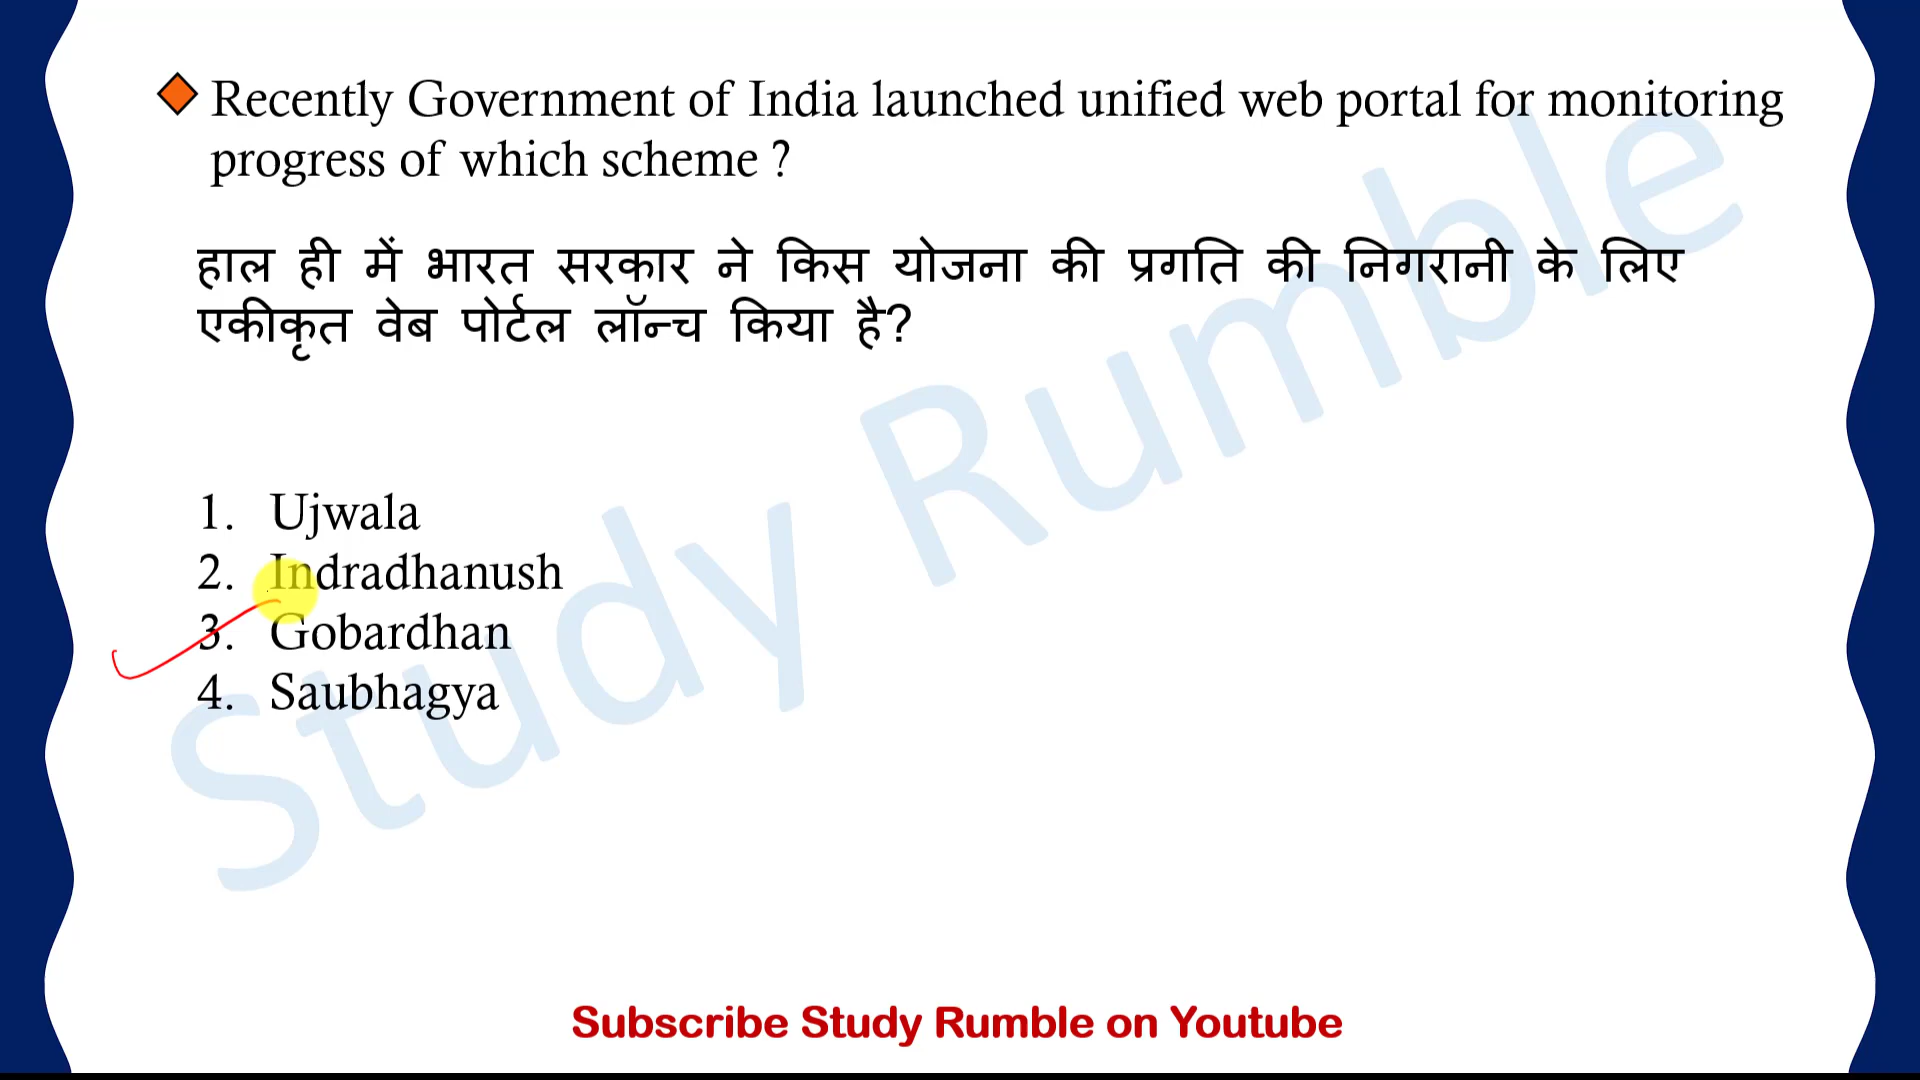 Recently Government of India launched unified web portal for monitoring
progress of which scheme ?
हाल ही में भारत सरकार ने किस योजना की प्रगति की निगरानी के लिए
एकीकृत वेब पोर्टल लॉन्च किया है?
1. Ujwala
2. Indradhanush
3. Gobardhan
4. Saubhagya
Study Rumble
Subscribe Study Rumble on Youtube